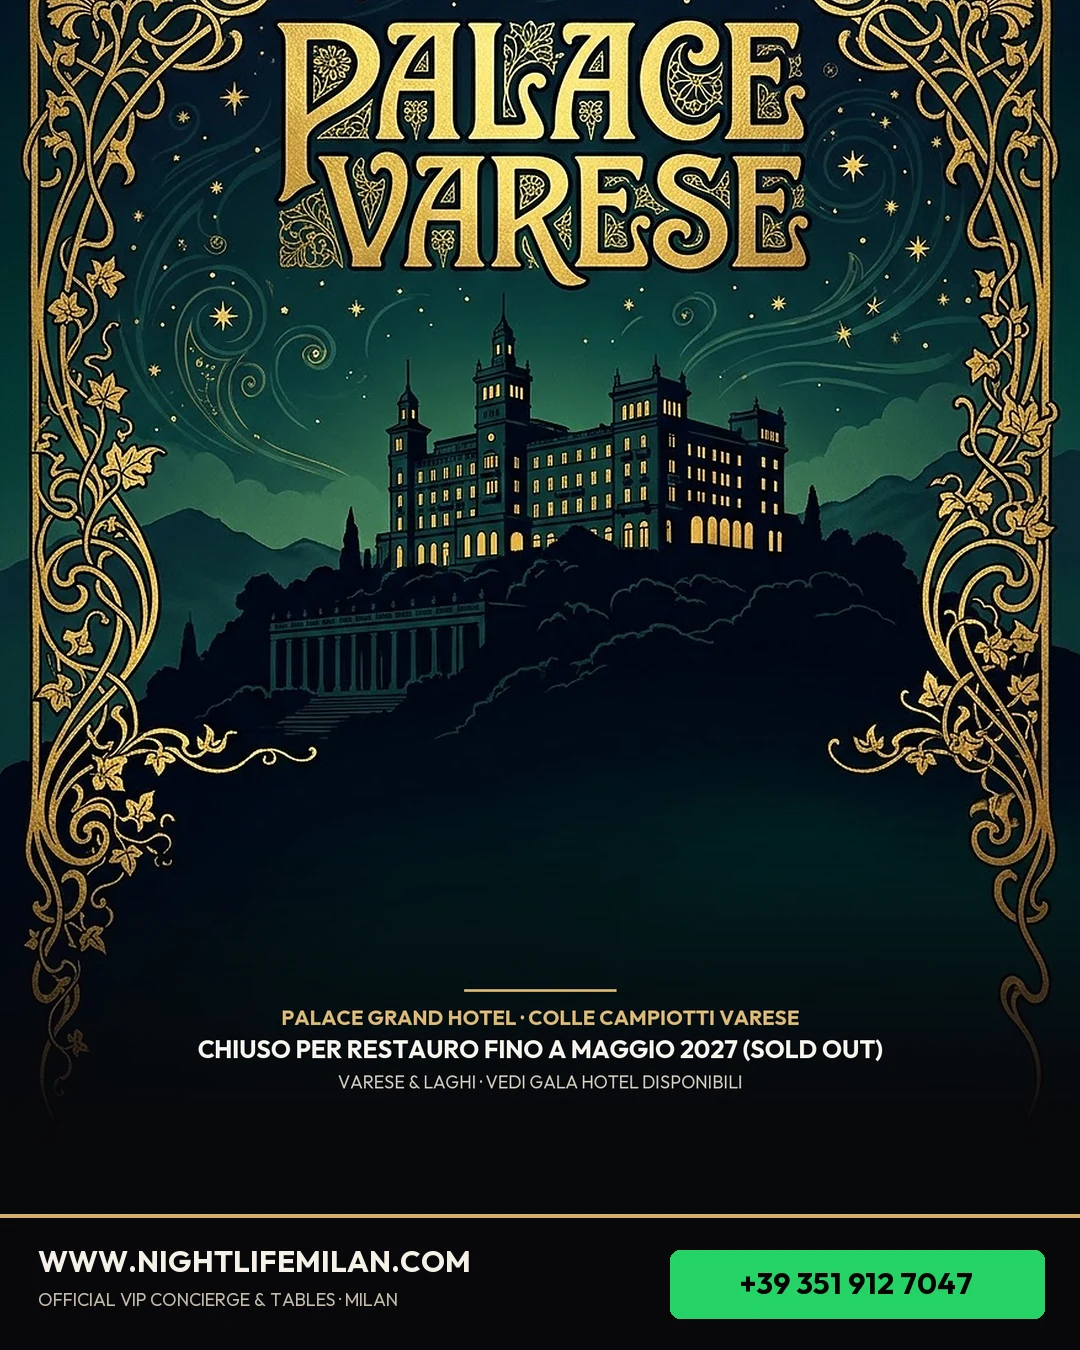 PALACE
VARESE
PALACE GRAND HOTEL · COLLE CAMPIOTTI VARESE
CHIUSO PER RESTAURO FINO A MAGGIO 2027 (SOLD OUT)
VARESE & LAGHI · VEDI GALA HOTEL DISPONIBILI
WWW.NIGHTLIFEMILAN.COM
OFFICIAL VIP CONCIERGE & TABLES · MILAN
+39 351 912 7047